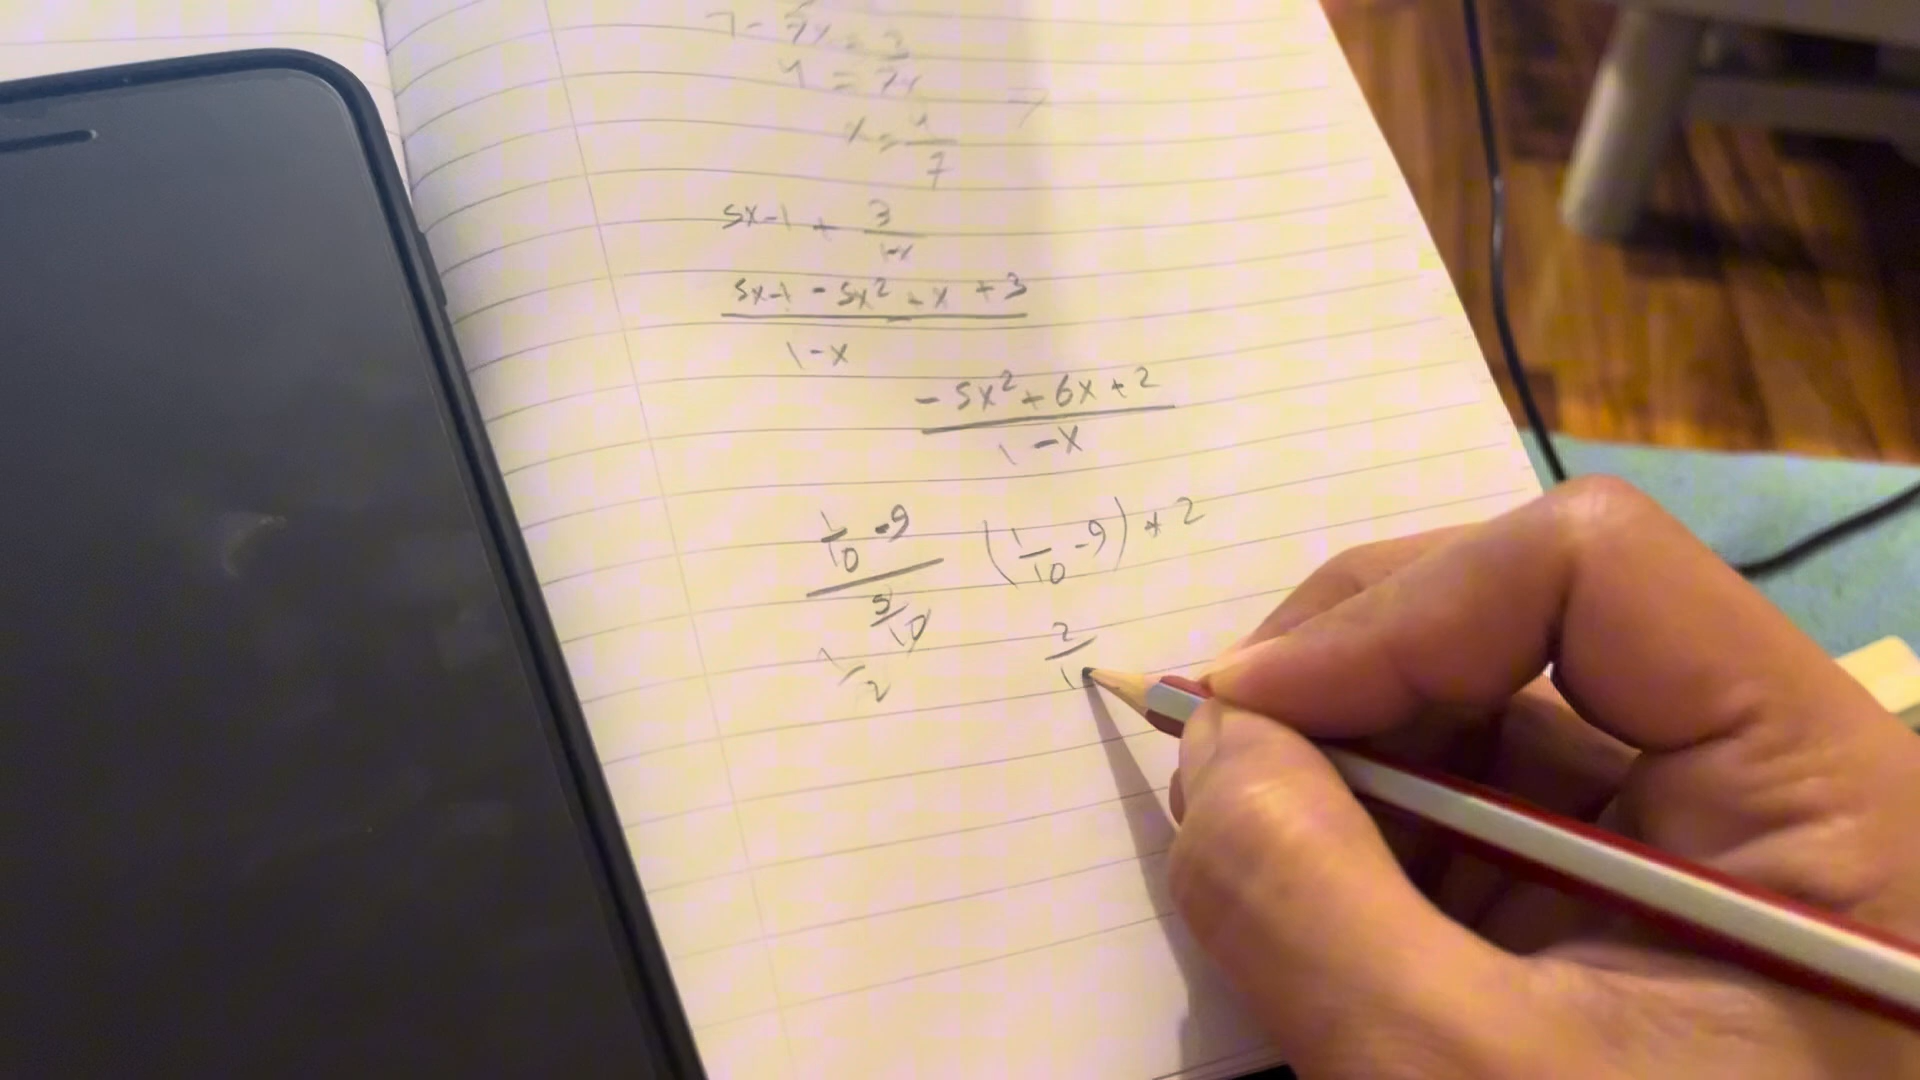 7 - 7x = 3
4 = 7x
x = 4/7
5x-1 + 3/1-x
5x-1 - 5x² + x + 3
1-x
-5x² + 6x + 2
1-x
1/10 -9 (1/10 -9) + 2
5/10
1/2 2/1